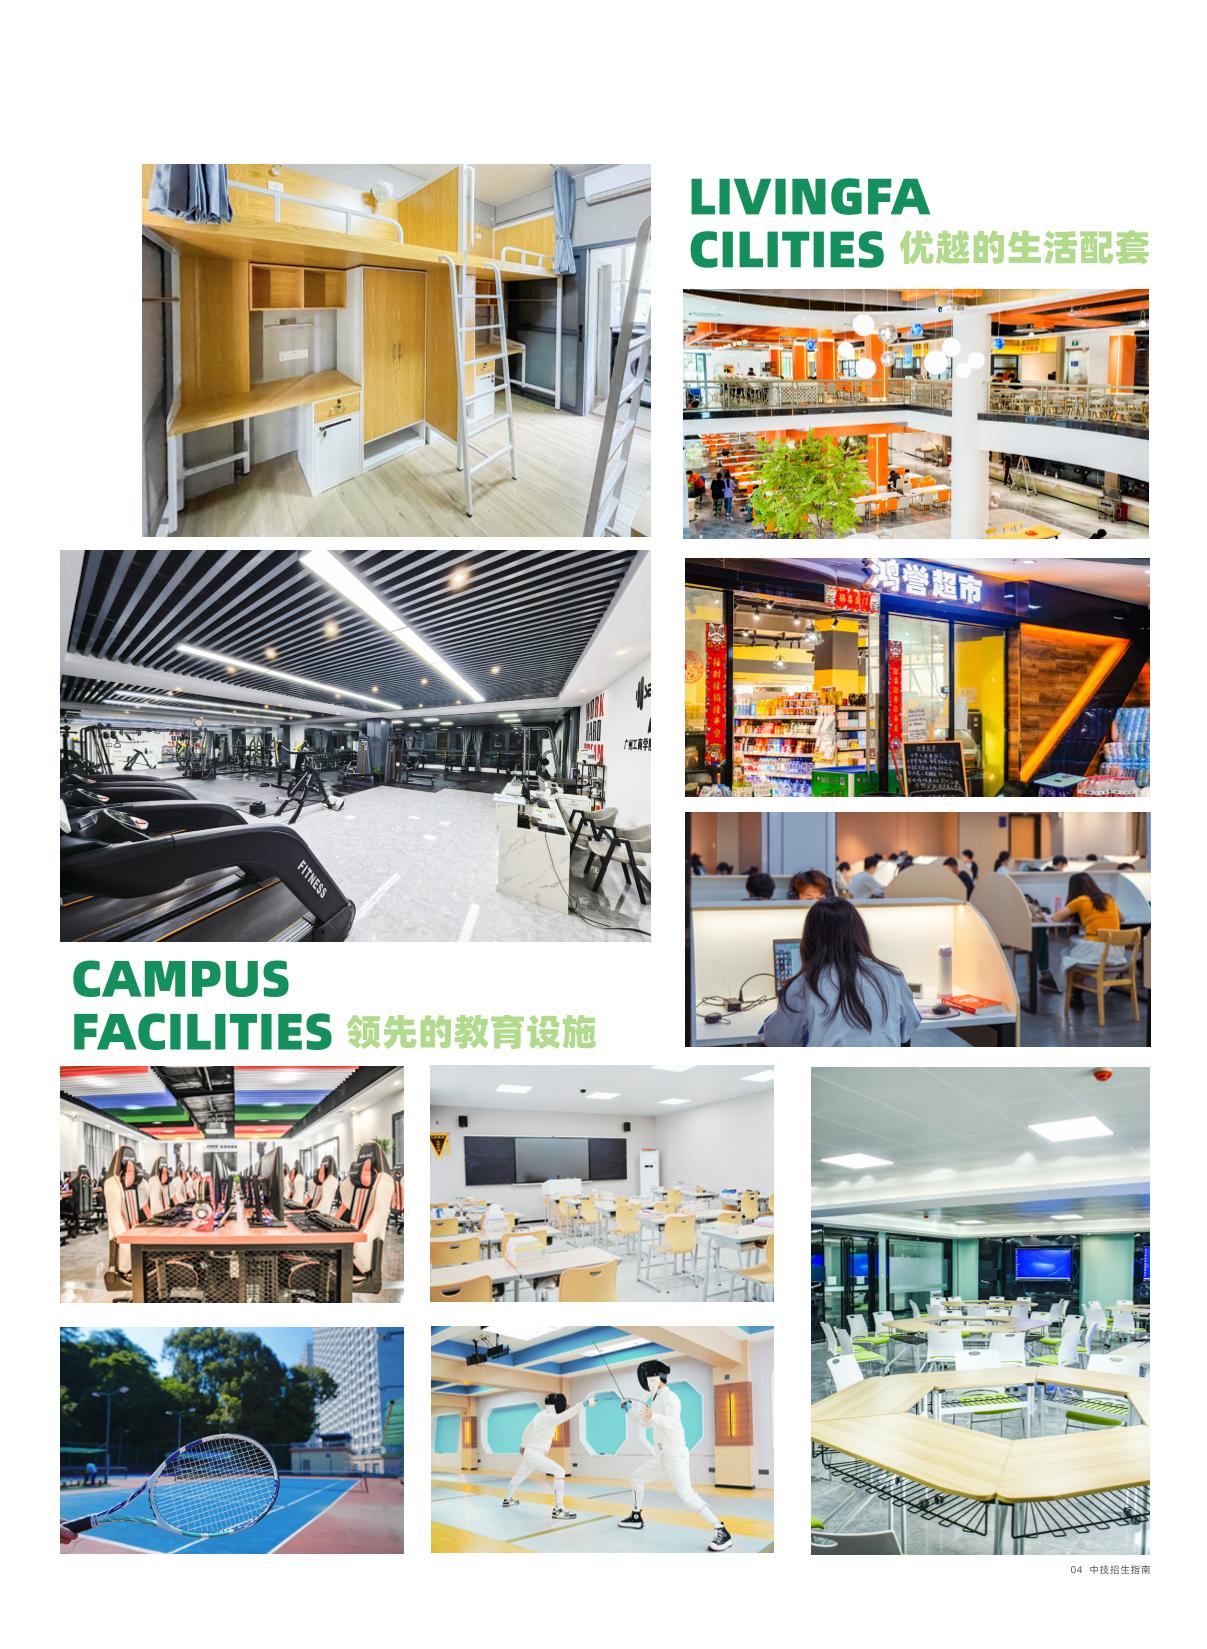 LIVINGFA
CILITIES 优越的生活配套
鸿誉超市
WORK
HARD
DREAM
FITNESS
CAMPUS
FACILITIES 领先的教育设施
04 中技招生指南